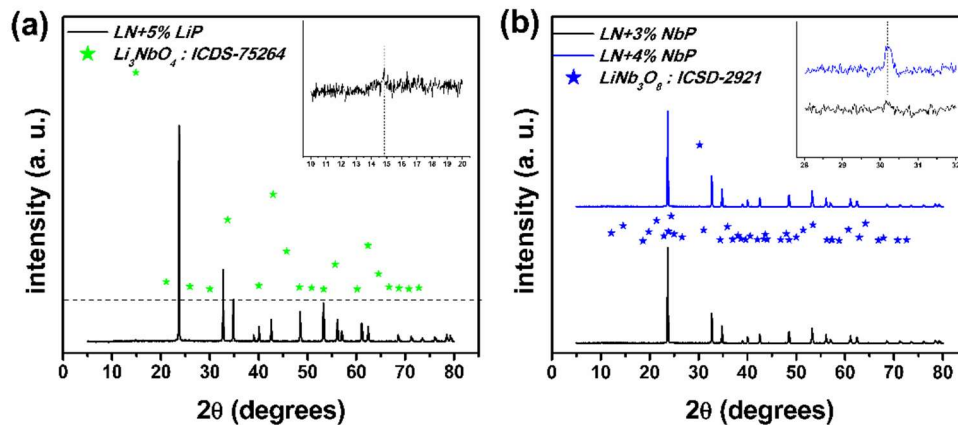 (a)
LN+5% LiP
Li₃NbO₄ : ICDS-75264
10 11 12 13 14 15 16 17 18 19 20
intensity (a. u.)
0 10 20 30 40 50 60 70 80
2θ (degrees)
(b)
LN+3% NbP
LN+4% NbP
LiNb₃O₈ : ICSD-2921
28 29 30 31 32
intensity (a. u.)
0 10 20 30 40 50 60 70 80
2θ (degrees)